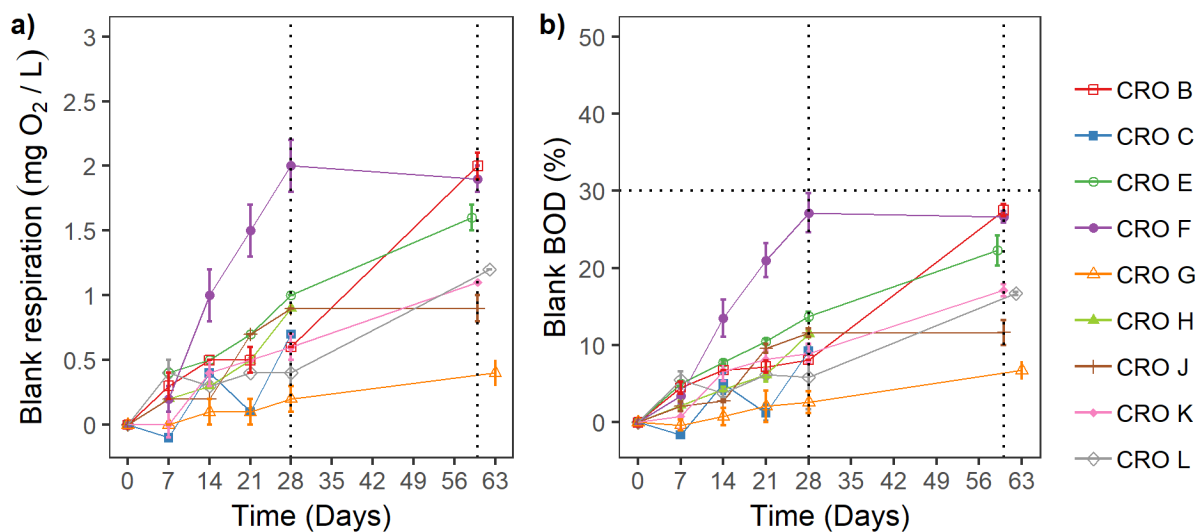 a)
Blank respiration (mg O2 / L)
3
2.5
2
1.5
1
0.5
0
0 7 14 21 28 35 42 49 56 63
Time (Days)
b)
Blank BOD (%)
50
40
30
20
10
0
0 7 14 21 28 35 42 49 56 63
Time (Days)
CRO B
CRO C
CRO E
CRO F
CRO G
CRO H
CRO J
CRO K
CRO L